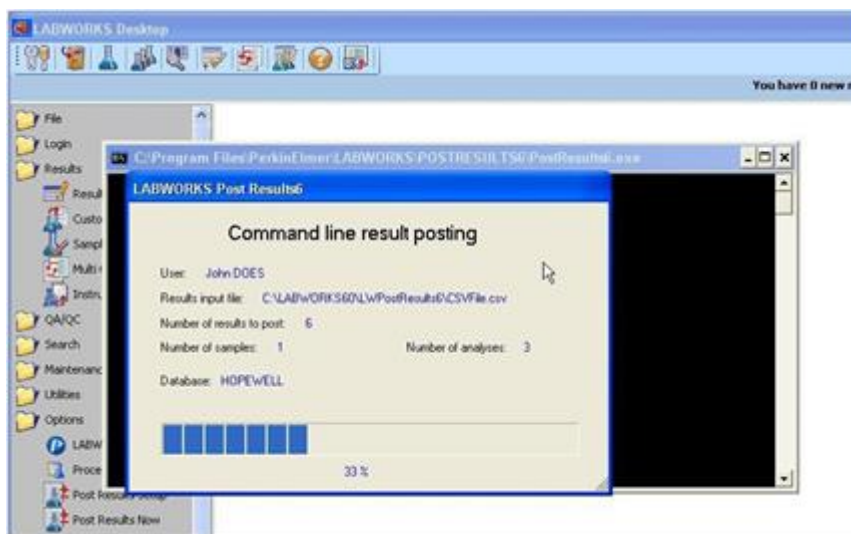 LABWORKS Desktop
You have 0 new
File
Login
Results
Resul
Custo
Sampl
Multi
Instru
QA/QC
Search
Maintenanc
Utilities
Options
LABW
Proce
Post Results Setup
Post Results Now
C:\Program Files\PerkinElmer\LABWORKS\POSTRESULTS6\PostResults6.exe
LABWORKS Post Results6
Command line result posting
User: John DOES
Results input file: C:\LABWORKS60\LWPostResults6\CSVFile.csv
Number of results to post: 6
Number of samples: 1 Number of analyses: 3
Database: HOPEWELL
33 %